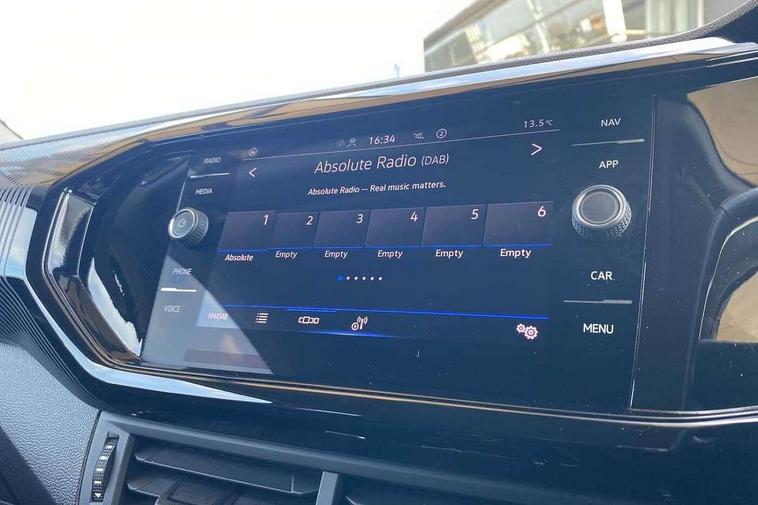 RADIO
MEDIA
PHONE
VOICE
16:34
2
13.5°C
< Absolute Radio (DAB) >
Absolute Radio -- Real music matters.
1 2 3 4 5 6
Absolute Empty Empty Empty Empty Empty
FM/DAB
NAV
APP
CAR
MENU